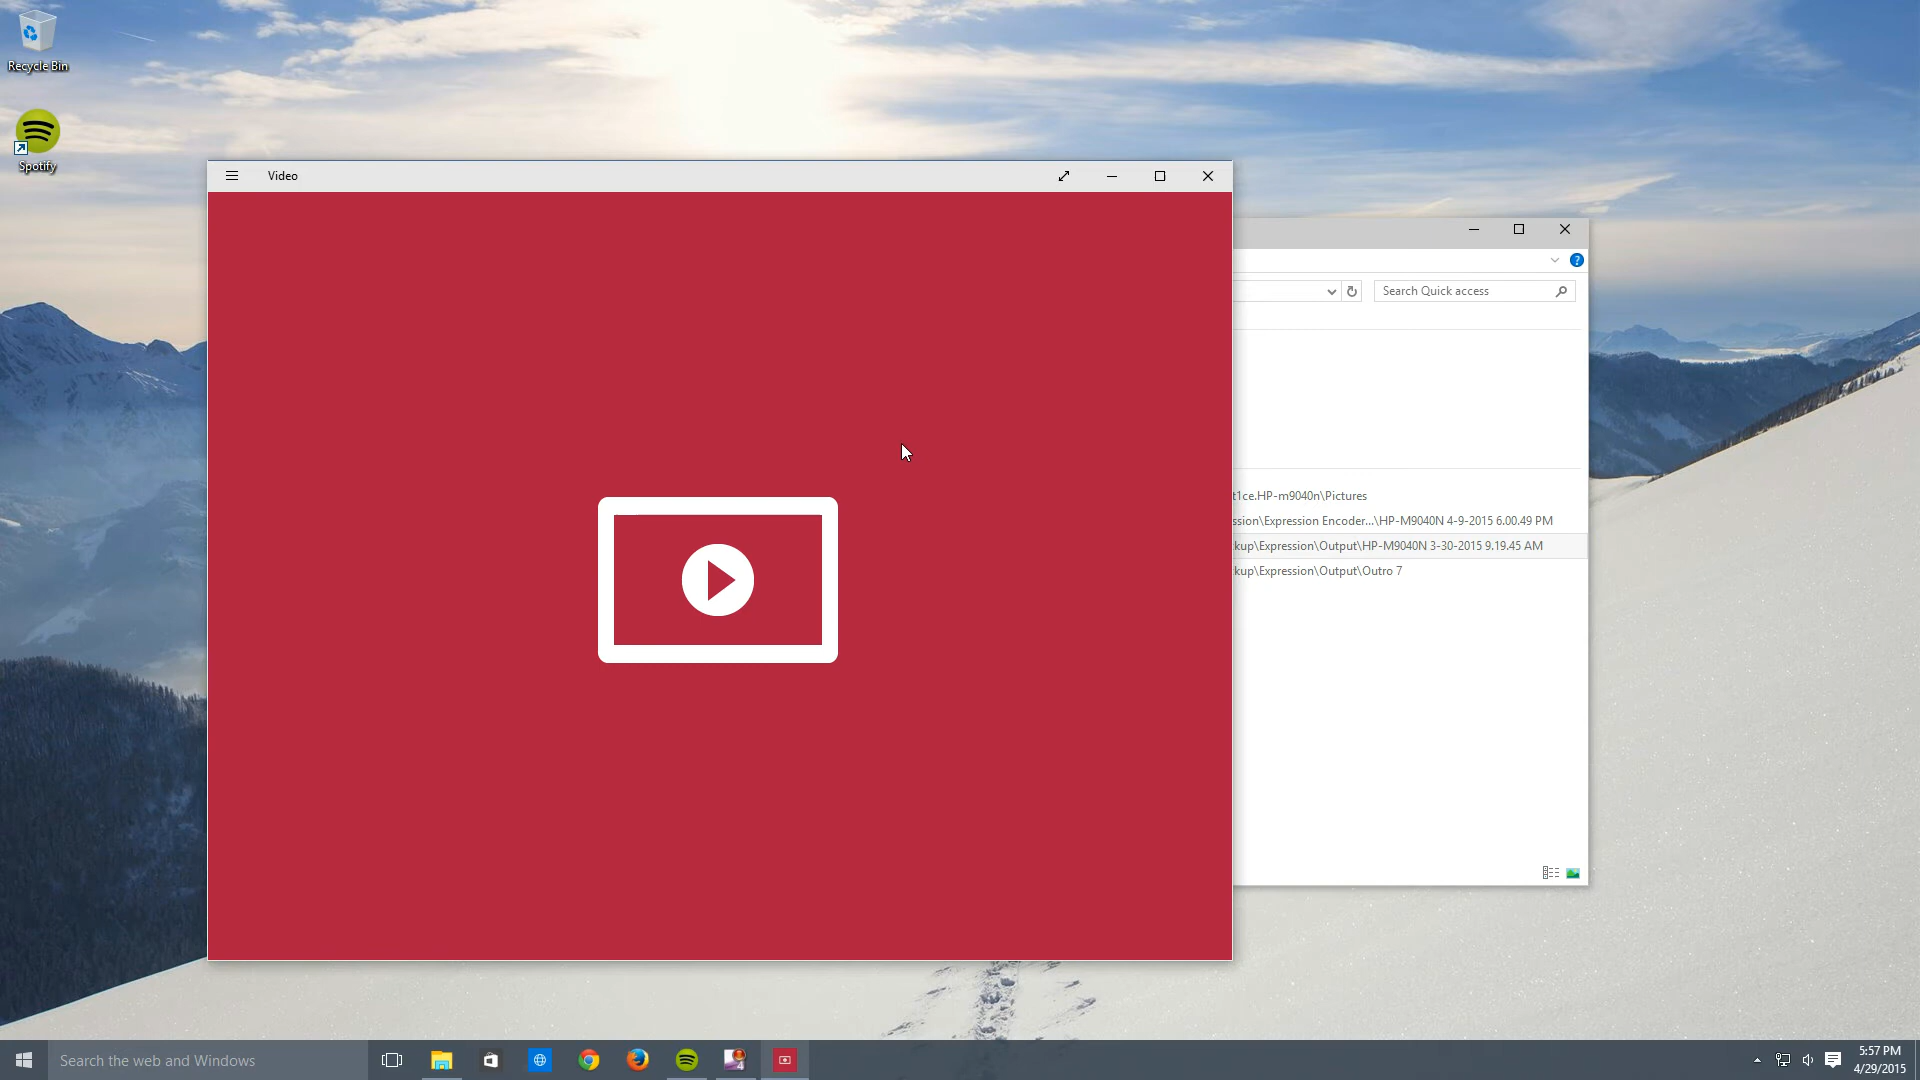 Recycle Bin
Spotify
Video
Search Quick access
t1ce.HP-m9040n\Pictures
ssion\Expression Encoder...\HP-M9040N 4-9-2015 6.00.49 PM
kup\Expression\Output\HP-M9040N 3-30-2015 9.19.45 AM
kup\Expression\Output\Outro 7
Search the web and Windows
4
5:57 PM
4/29/2015